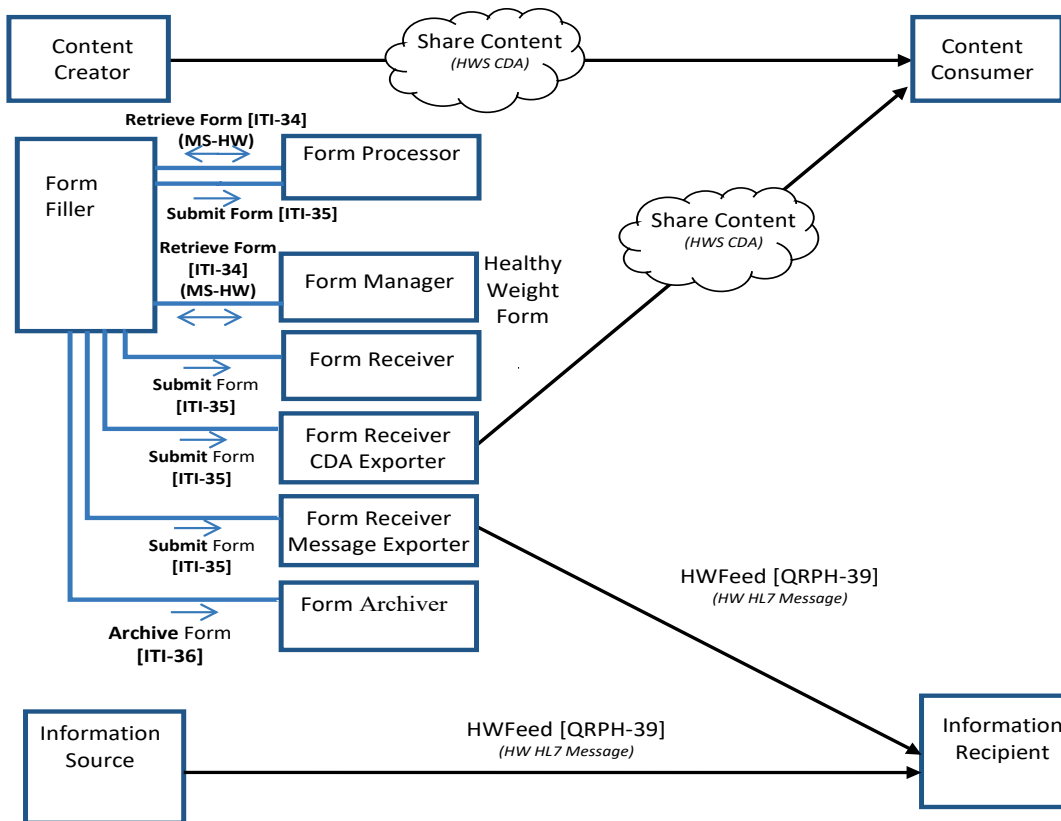 Content
Creator
Share Content
(HWS CDA)
Content
Consumer
Retrieve Form [ITI-34]
(MS-HW)
Form
Filler
Form Processor
Submit Form [ITI-35]
Share Content
(HWS CDA)
Retrieve Form
[ITI-34]
(MS-HW)
Form Manager
Healthy
Weight
Form
Form Receiver
.
Submit Form
[ITI-35]
Form Receiver
CDA Exporter
Submit Form
[ITI-35]
Form Receiver
Message Exporter
Submit Form
[ITI-35]
HWFeed [QRPH-39]
(HW HL7 Message)
Form Archiver
Archive Form
[ITI-36]
Information
Source
HWFeed [QRPH-39]
(HW HL7 Message)
Information
Recipient